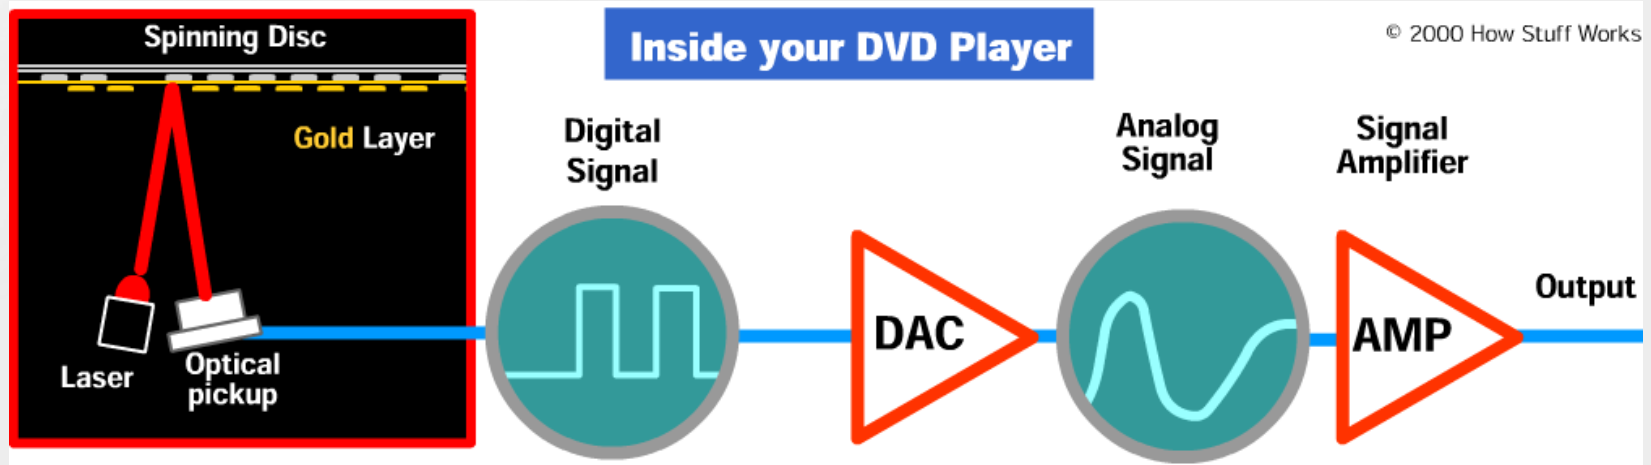 Spinning Disc
Inside your DVD Player
© 2000 How Stuff Works
Gold Layer
Digital
Signal
Analog
Signal
Signal
Amplifier
Laser
Optical
pickup
DAC
AMP
Output